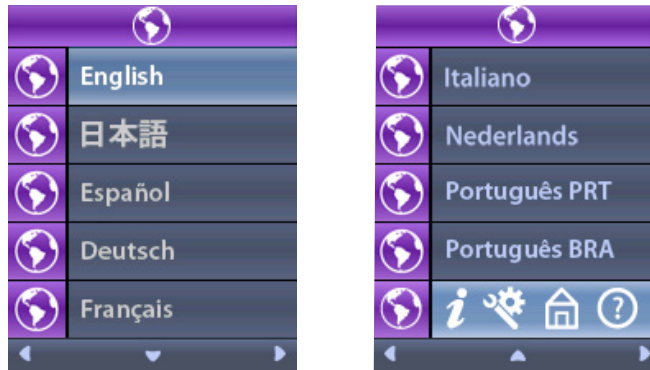 English
日本語
Español
Deutsch
Français
Italiano
Nederlands
Português PRT
Português BRA
i ?